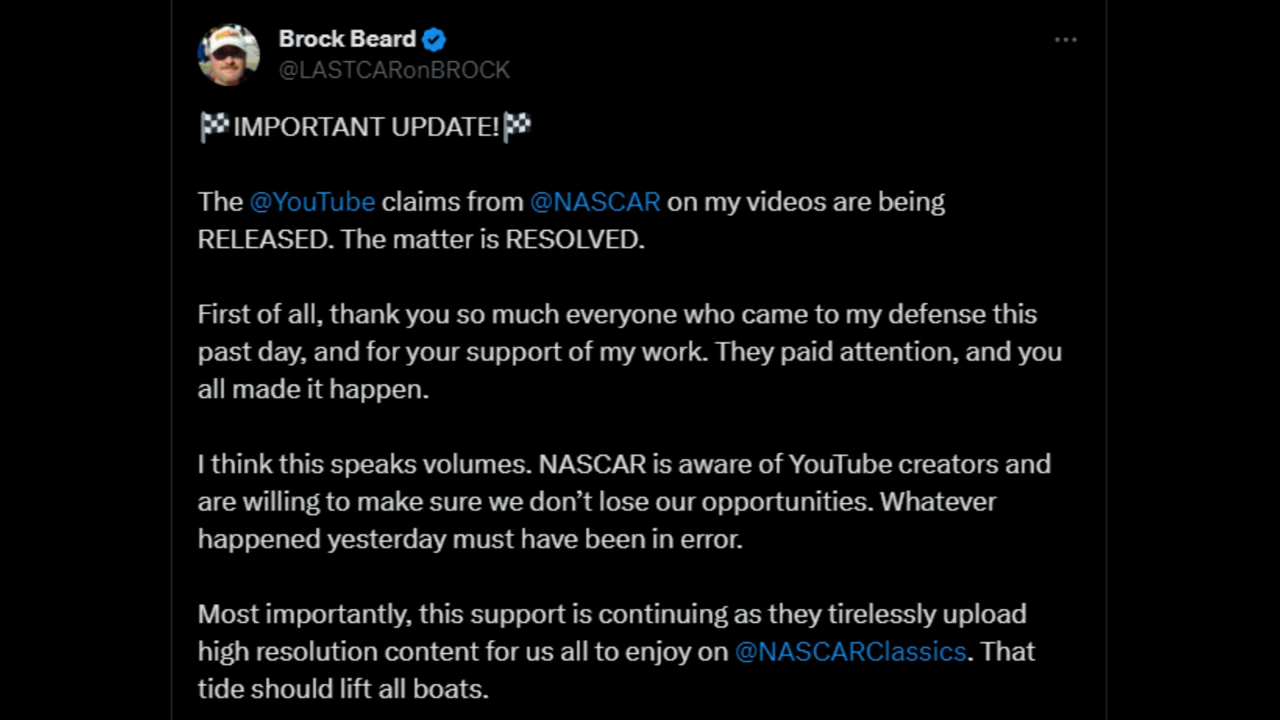 Brock Beard
@LASTCARonBROCK
🏁IMPORTANT UPDATE!🏁
The @YouTube claims from @NASCAR on my videos are being
RELEASED. The matter is RESOLVED.
First of all, thank you so much everyone who came to my defense this
past day, and for your support of my work. They paid attention, and you
all made it happen.
I think this speaks volumes. NASCAR is aware of YouTube creators and
are willing to make sure we don’t lose our opportunities. Whatever
happened yesterday must have been in error.
Most importantly, this support is continuing as they tirelessly upload
high resolution content for us all to enjoy on @NASCARClassics. That
tide should lift all boats.